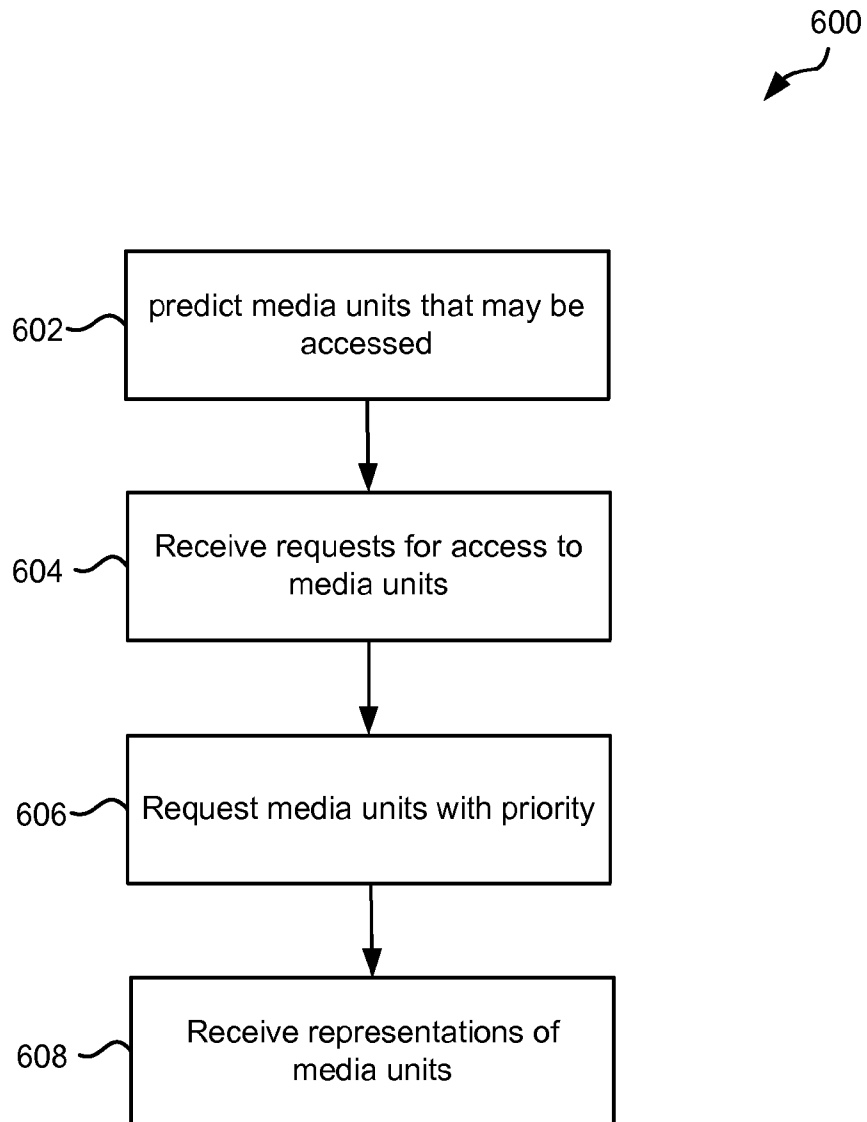 600
602
predict media units that may be
accessed
604
Receive requests for access to
media units
606
Request media units with priority
608
Receive representations of
media units